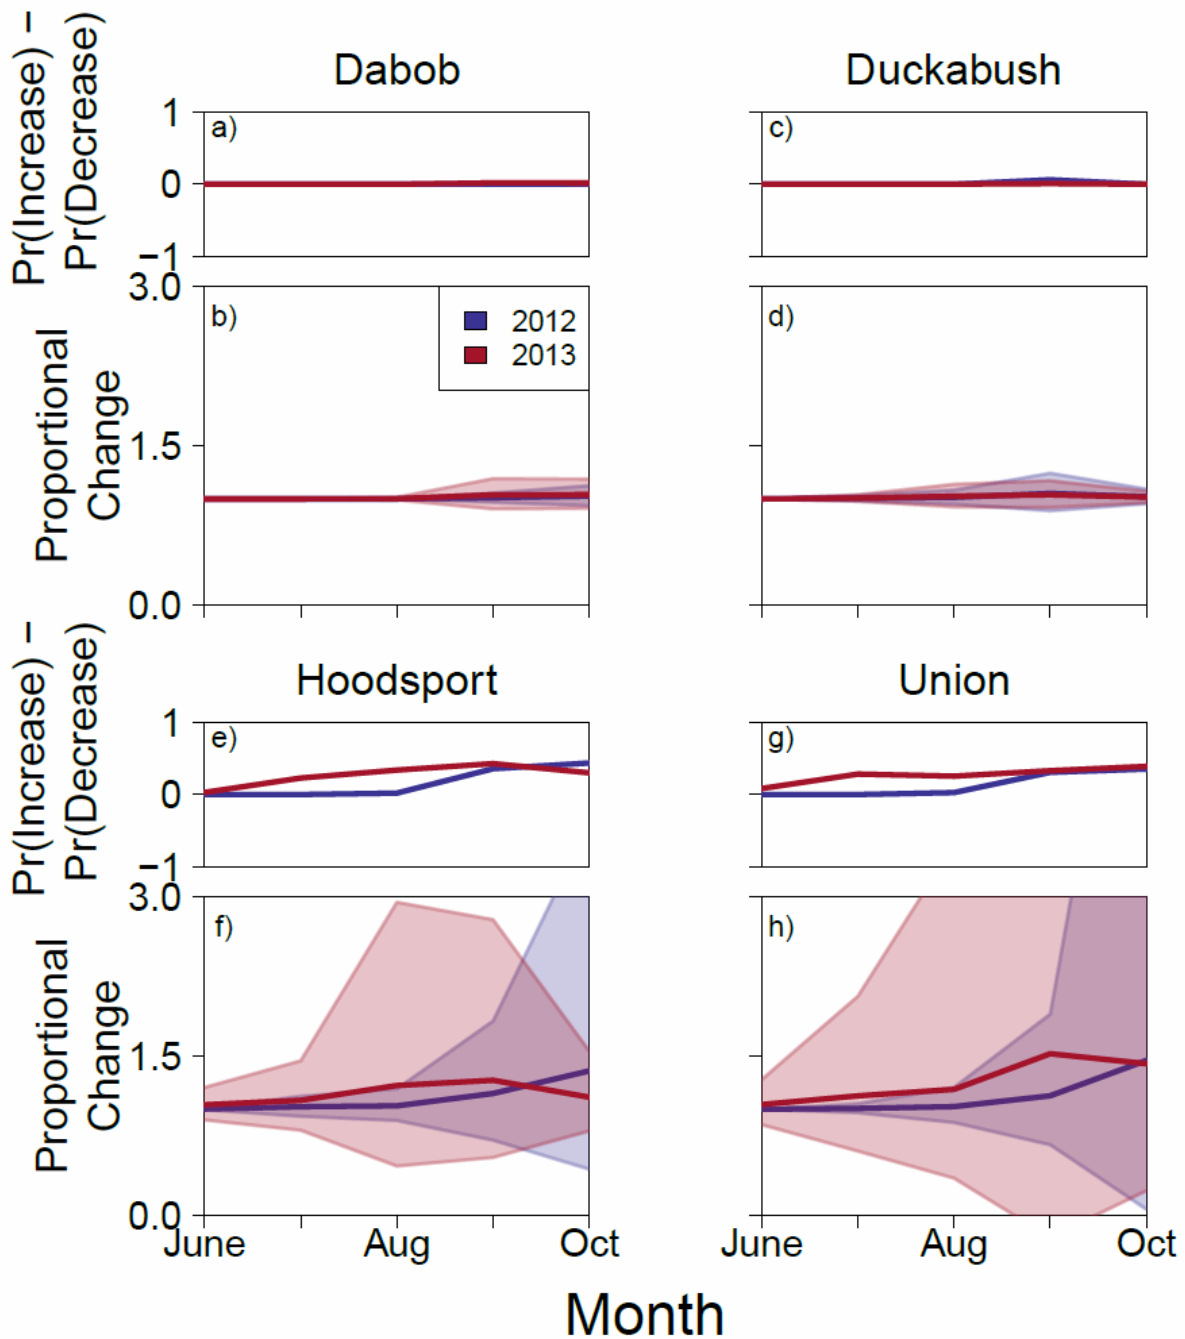 Dabob
Duckabush
Pr(Increase) −
Pr(Decrease)
1
0
−1
a)
c)
Proportional
Change
3.0
1.5
0.0
b)
2012
2013
d)
Hoodsport
Union
Pr(Increase) −
Pr(Decrease)
1
0
−1
e)
g)
Proportional
Change
3.0
1.5
0.0
f)
h)
June
Aug
Oct
June
Aug
Oct
Month